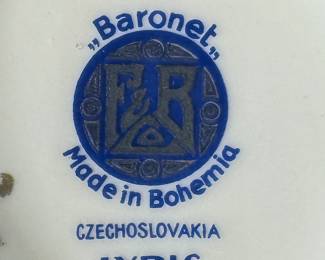 „Baronet„
F&B
Made in Bohemia
CZECHOSLOVAKIA